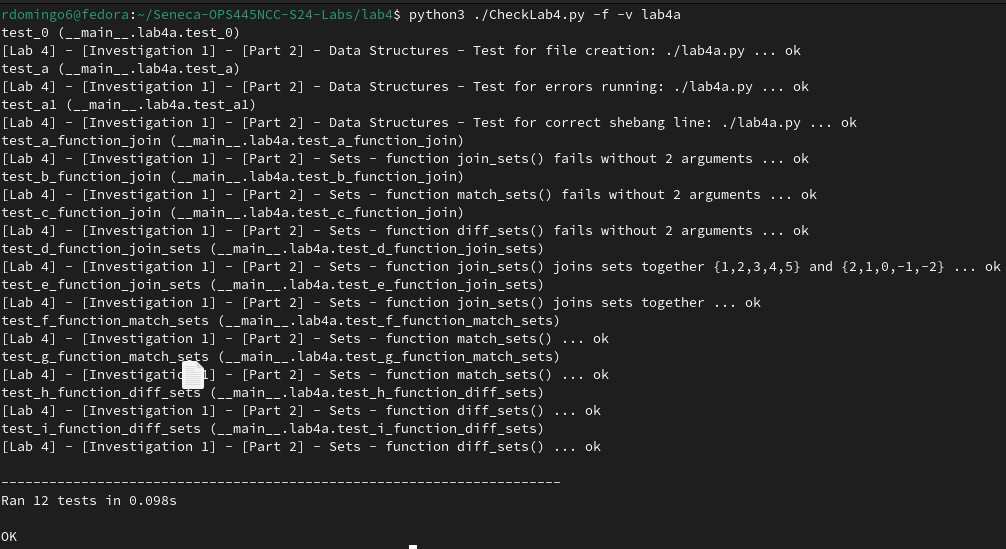 rdomingo6@fedora:~/Seneca-OPS445NCC-S24-Labs/lab4$ python3 ./CheckLab4.py -f -v lab4a
test_0 (__main__.lab4a.test_0)
[Lab 4] - [Investigation 1] - [Part 2] - Data Structures - Test for file creation: ./lab4a.py ... ok
test_a (__main__.lab4a.test_a)
[Lab 4] - [Investigation 1] - [Part 2] - Data Structures - Test for errors running: ./lab4a.py ... ok
test_a1 (__main__.lab4a.test_a1)
[Lab 4] - [Investigation 1] - [Part 2] - Data Structures - Test for correct shebang line: ./lab4a.py ... ok
test_a_function_join (__main__.lab4a.test_a_function_join)
[Lab 4] - [Investigation 1] - [Part 2] - Sets - function join_sets() fails without 2 arguments ... ok
test_b_function_join (__main__.lab4a.test_b_function_join)
[Lab 4] - [Investigation 1] - [Part 2] - Sets - function match_sets() fails without 2 arguments ... ok
test_c_function_join (__main__.lab4a.test_c_function_join)
[Lab 4] - [Investigation 1] - [Part 2] - Sets - function diff_sets() fails without 2 arguments ... ok
test_d_function_join_sets (__main__.lab4a.test_d_function_join_sets)
[Lab 4] - [Investigation 1] - [Part 2] - Sets - function join_sets() joins sets together {1,2,3,4,5} and {2,1,0,-1,-2} ... ok
test_e_function_join_sets (__main__.lab4a.test_e_function_join_sets)
[Lab 4] - [Investigation 1] - [Part 2] - Sets - function join_sets() joins sets together ... ok
test_f_function_match_sets (__main__.lab4a.test_f_function_match_sets)
[Lab 4] - [Investigation 1] - [Part 2] - Sets - function match_sets() ... ok
test_g_function_match_sets (__main__.lab4a.test_g_function_match_sets)
[Lab 4] - [Investigatio 1] - [Part 2] - Sets - function match_sets() ... ok
test_h_function_diff_sets (__main__.lab4a.test_h_function_diff_sets)
[Lab 4] - [Investigation 1] - [Part 2] - Sets - function diff_sets() ... ok
test_i_function_diff_sets (__main__.lab4a.test_i_function_diff_sets)
[Lab 4] - [Investigation 1] - [Part 2] - Sets - function diff_sets() ... ok
----------------------------------------------------------------------
Ran 12 tests in 0.098s
OK